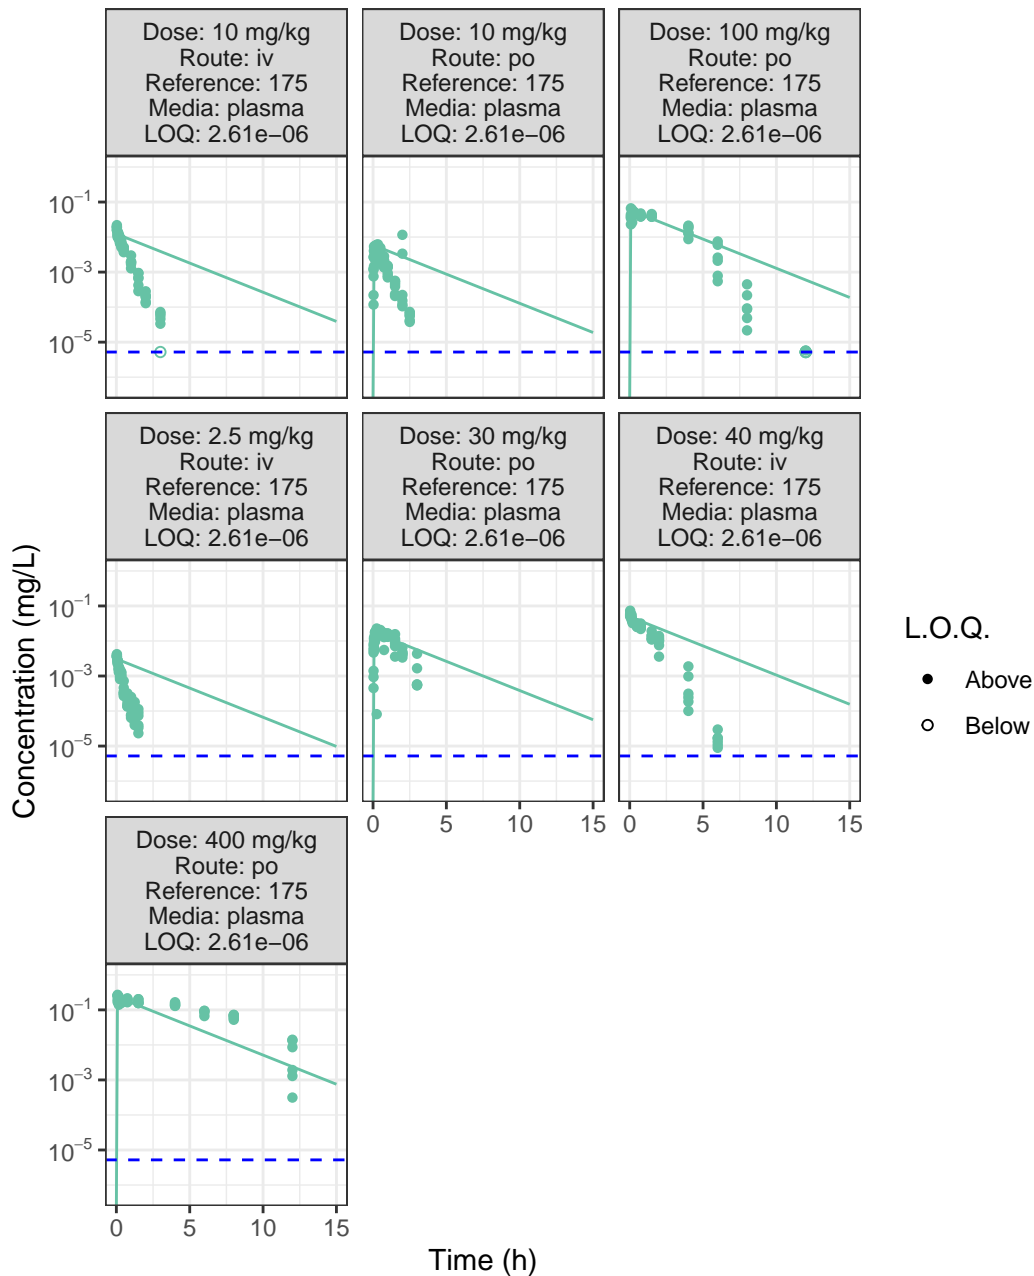 Dose: 10 mg/kg
Route: iv
Reference: 175
Media: plasma
LOQ: 2.61e−06
Dose: 10 mg/kg
Route: po
Reference: 175
Media: plasma
LOQ: 2.61e−06
Dose: 100 mg/kg
Route: po
Reference: 175
Media: plasma
LOQ: 2.61e−06
10⁻¹
10⁻³
10⁻⁵
Dose: 2.5 mg/kg
Route: iv
Reference: 175
Media: plasma
LOQ: 2.61e−06
Dose: 30 mg/kg
Route: po
Reference: 175
Media: plasma
LOQ: 2.61e−06
Dose: 40 mg/kg
Route: iv
Reference: 175
Media: plasma
LOQ: 2.61e−06
Concentration (mg/L)
10⁻¹
10⁻³
10⁻⁵
0 5 10 15
0 5 10 15
L.O.Q.
Above
Below
Dose: 400 mg/kg
Route: po
Reference: 175
Media: plasma
LOQ: 2.61e−06
10⁻¹
10⁻³
10⁻⁵
0 5 10 15
Time (h)